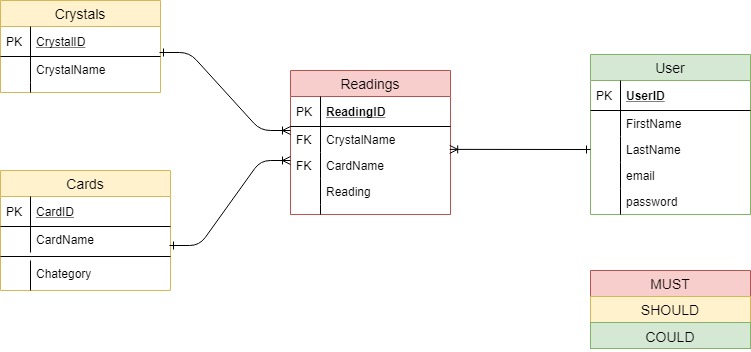 Crystals
PK CrystalID
CrystalName
Cards
PK CardID
CardName
Chategory
Readings
PK ReadingID
FK CrystalName
FK CardName
Reading
User
PK UserID
FirstName
LastName
email
password
MUST
SHOULD
COULD